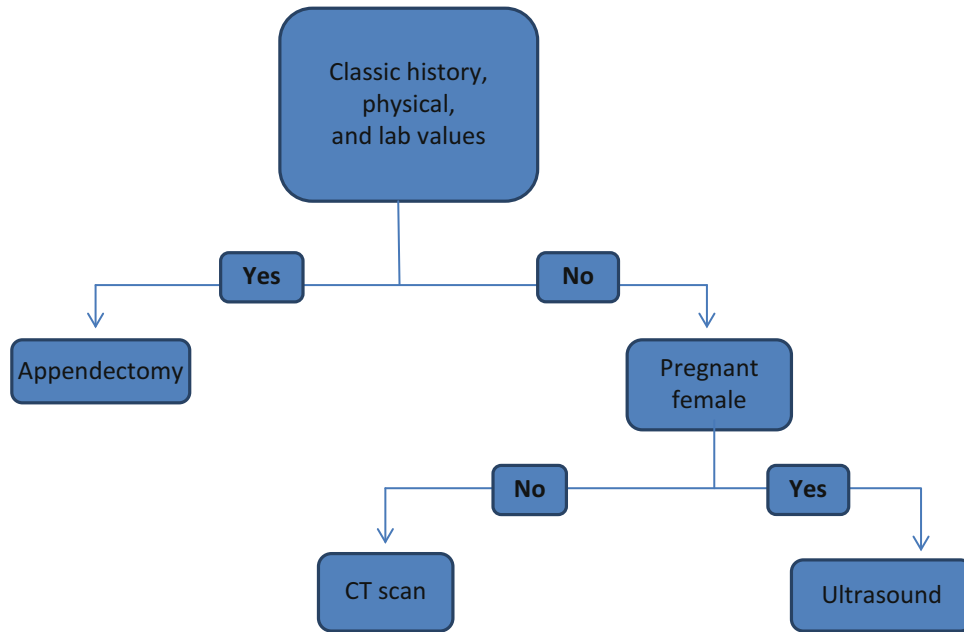 Classic history,
physical,
and lab values
Yes
No
Appendectomy
Pregnant
female
No
Yes
CT scan
Ultrasound